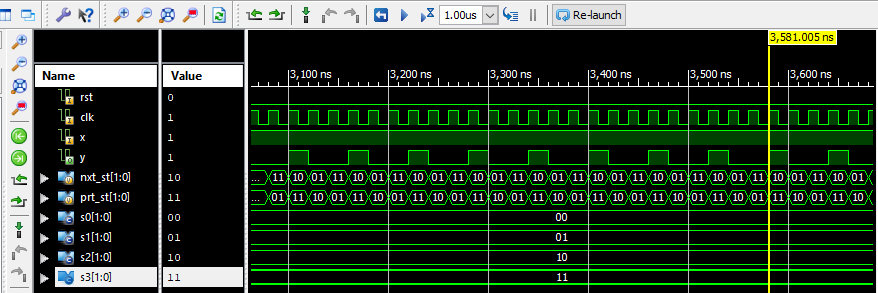 1.00us Re-launch
3,581.005 ns
Name Value 3,100 ns 3,200 ns 3,300 ns 3,400 ns 3,500 ns 3,600 ns
rst 0
clk 1
x 1
y 1
nxt_st[1:0] 10 ... 11 10 01 11 10 01 11 10 01 11 10 01 11 10 01 11 10 01 11 10 01 11 10 01 11 10 01 11 10 01
prt_st[1:0] 11 ... 01 11 10 01 11 10 01 11 10 01 11 10 01 11 10 01 11 10 01 11 10 01 11 10 01 11 10 01 11 10
s0[1:0] 00 00
s1[1:0] 01 01
s2[1:0] 10 10
s3[1:0] 11 11